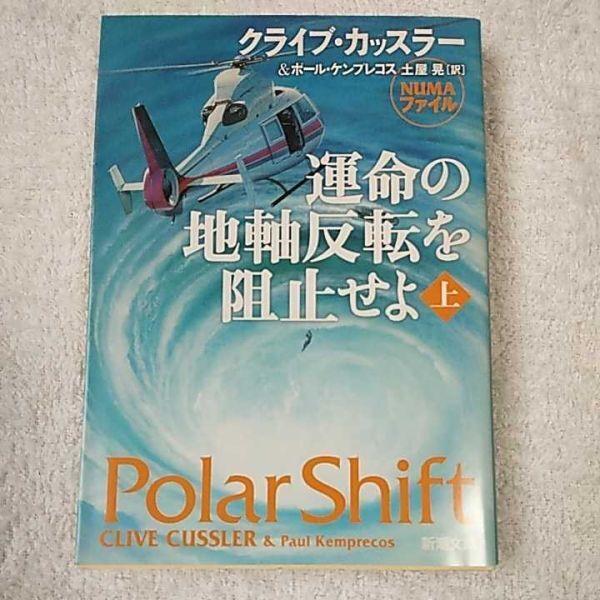 クライブ・カッスラー
&ポール・ケンプレコス 土屋 晃[訳]
NUMA
ファイル
運命の
地軸反転を
阻止せよ 上
Polar Shift
CLIVE CUSSLER & Paul Kemprecos
新潮文庫